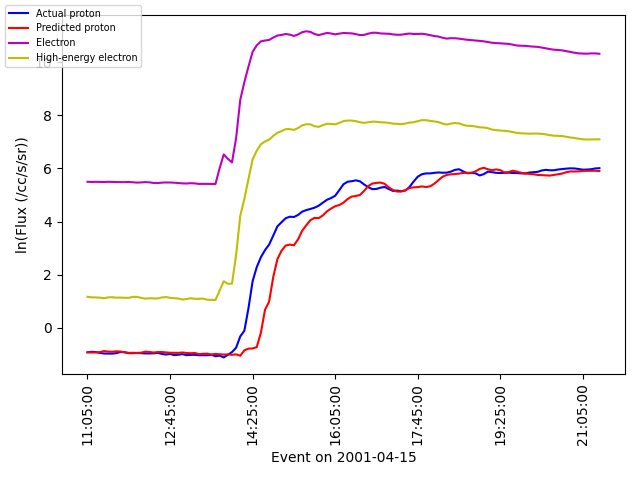 Actual proton
Predicted proton
Electron
High-energy electron
10
8
6
4
2
0
ln(Flux (/cc/s/sr))
11:05:00
12:45:00
14:25:00
16:05:00
17:45:00
19:25:00
21:05:00
Event on 2001-04-15